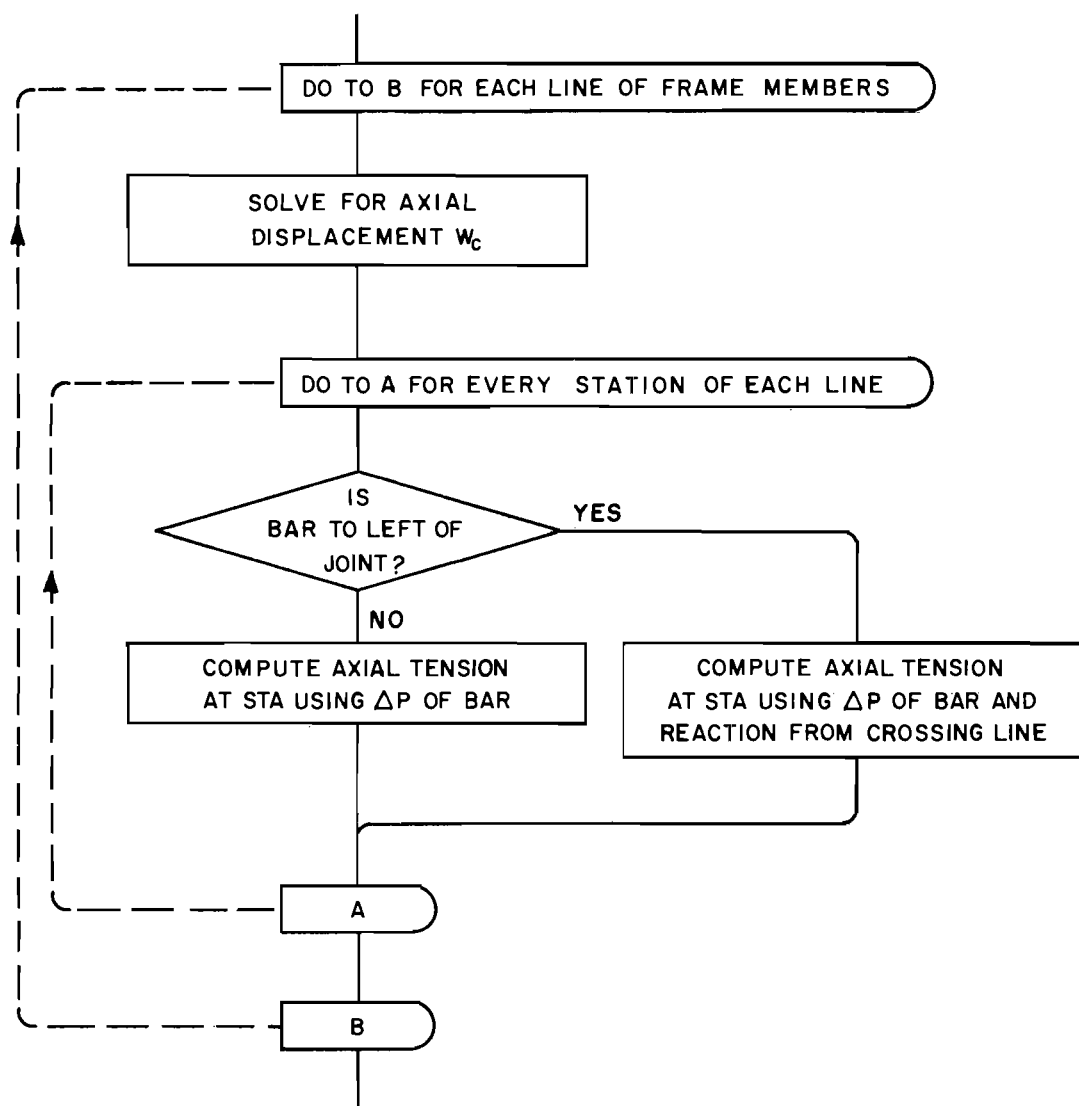 DO TO B FOR EACH LINE OF FRAME MEMBERS
SOLVE FOR AXIAL
DISPLACEMENT Wc
DO TO A FOR EVERY STATION OF EACH LINE
IS
BAR TO LEFT OF
JOINT?
YES
NO
COMPUTE AXIAL TENSION
AT STA USING ΔP OF BAR
COMPUTE AXIAL TENSION
AT STA USING ΔP OF BAR AND
REACTION FROM CROSSING LINE
A
B